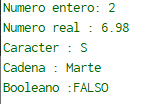 Numero entero: 2
Numero real : 6.98
Caracter : S
Cadena : Marte
Booleano :FALSO